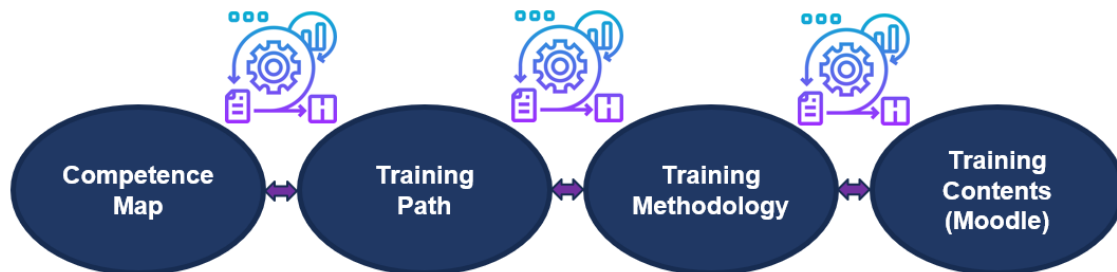 Competence
Map
Training
Path
Training
Methodology
Training
Contents
(Moodle)